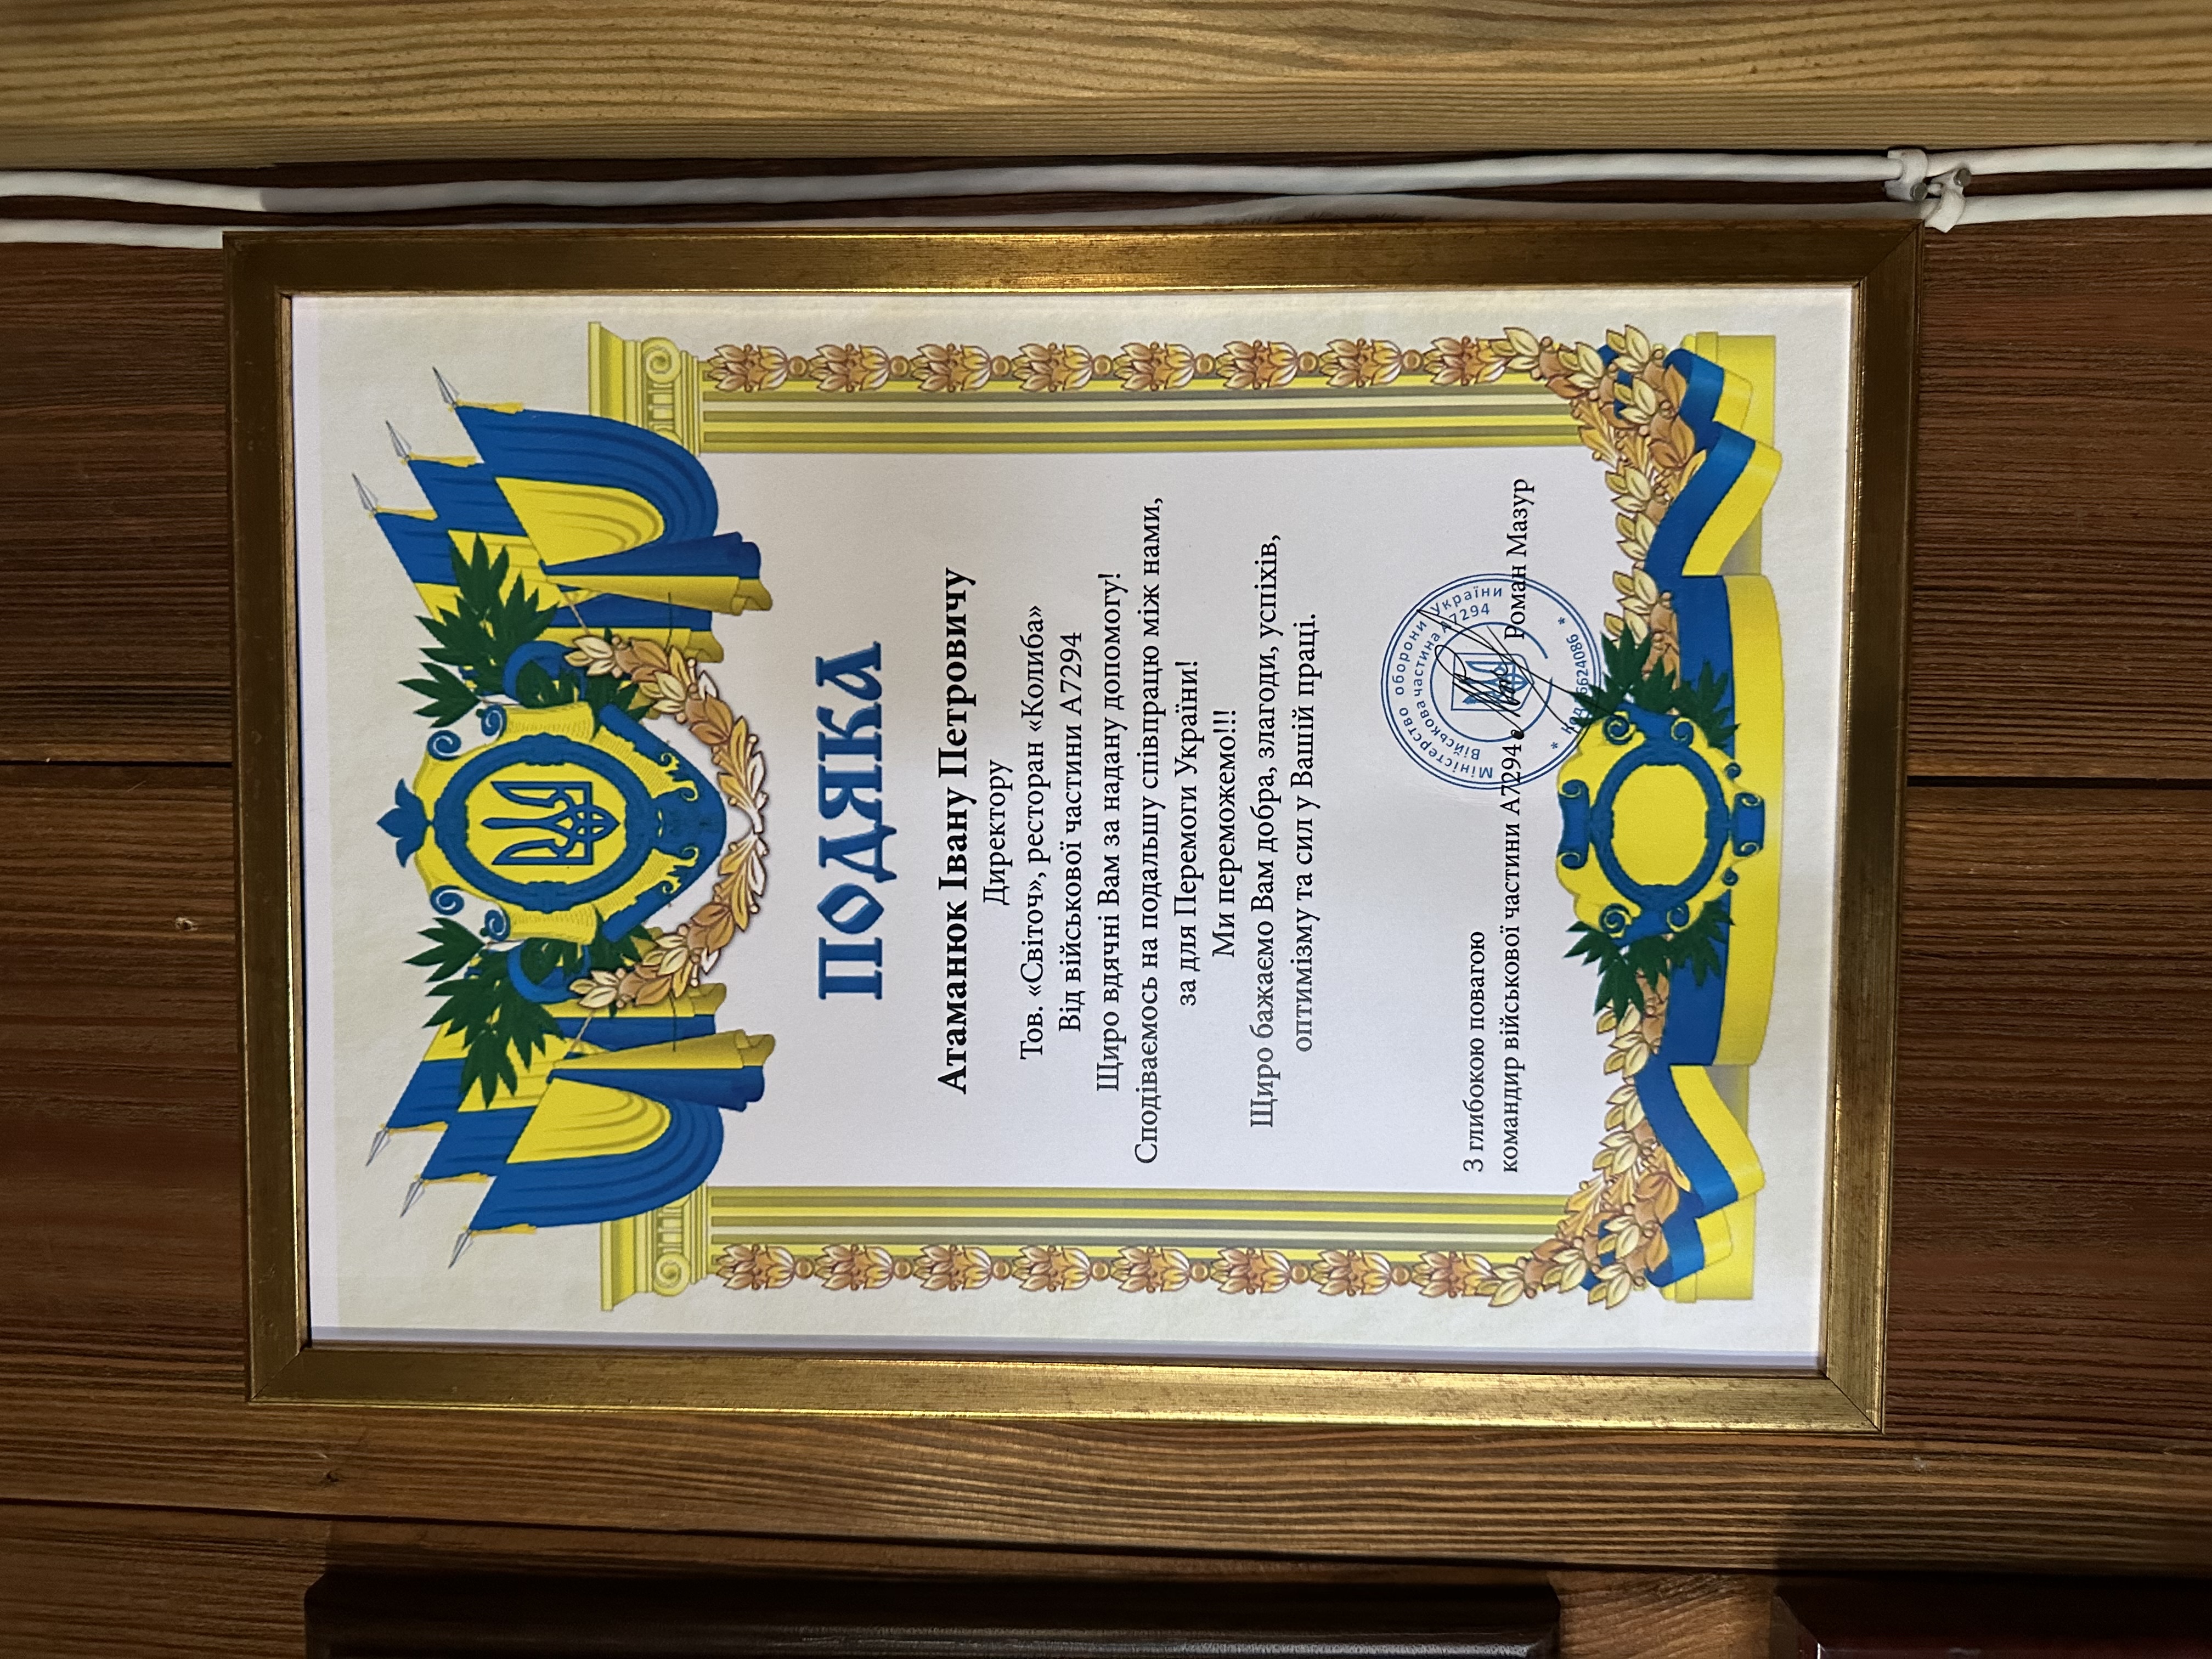 ПОДЯКА
Атаманюк Івану Петровичу
Директору
Тов. «Світоч», ресторан «Колиба»
Від військової частини А7294
Щиро вдячні Вам за надану допомогу!
Сподіваємось на подальшу співпрацю між нами,
за для Перемоги України!
Ми переможемо!!!
Щиро бажаємо Вам добра, злагоди, успіхів,
оптимізму та сил у Вашій праці.
З глибокою повагою
командир військової частини А7294 Роман Мазур
Міністерство оборони України
Військова частина А7294
* Код *